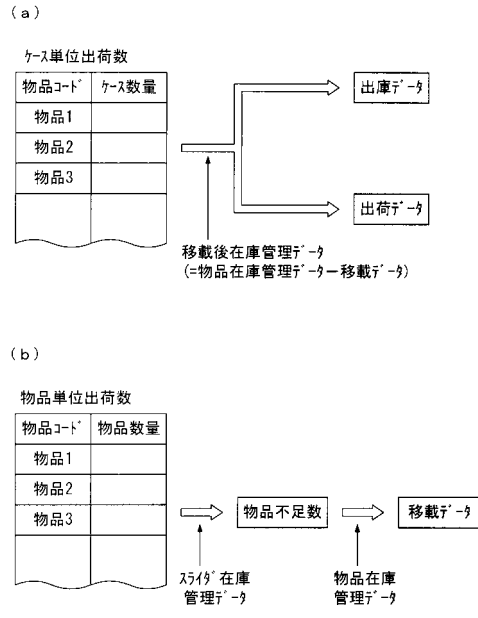 (a)
ケース単位出荷数
物品コード ケース数量
物品1
物品2
物品3
出庫データ
出荷データ
移載後在庫管理データ
(=物品在庫管理データー移載データ)
(b)
物品単位出荷数
物品コード 物品数量
物品1
物品2
物品3
物品不足数
移載データ
スライダ在庫
管理データ
物品在庫
管理データ